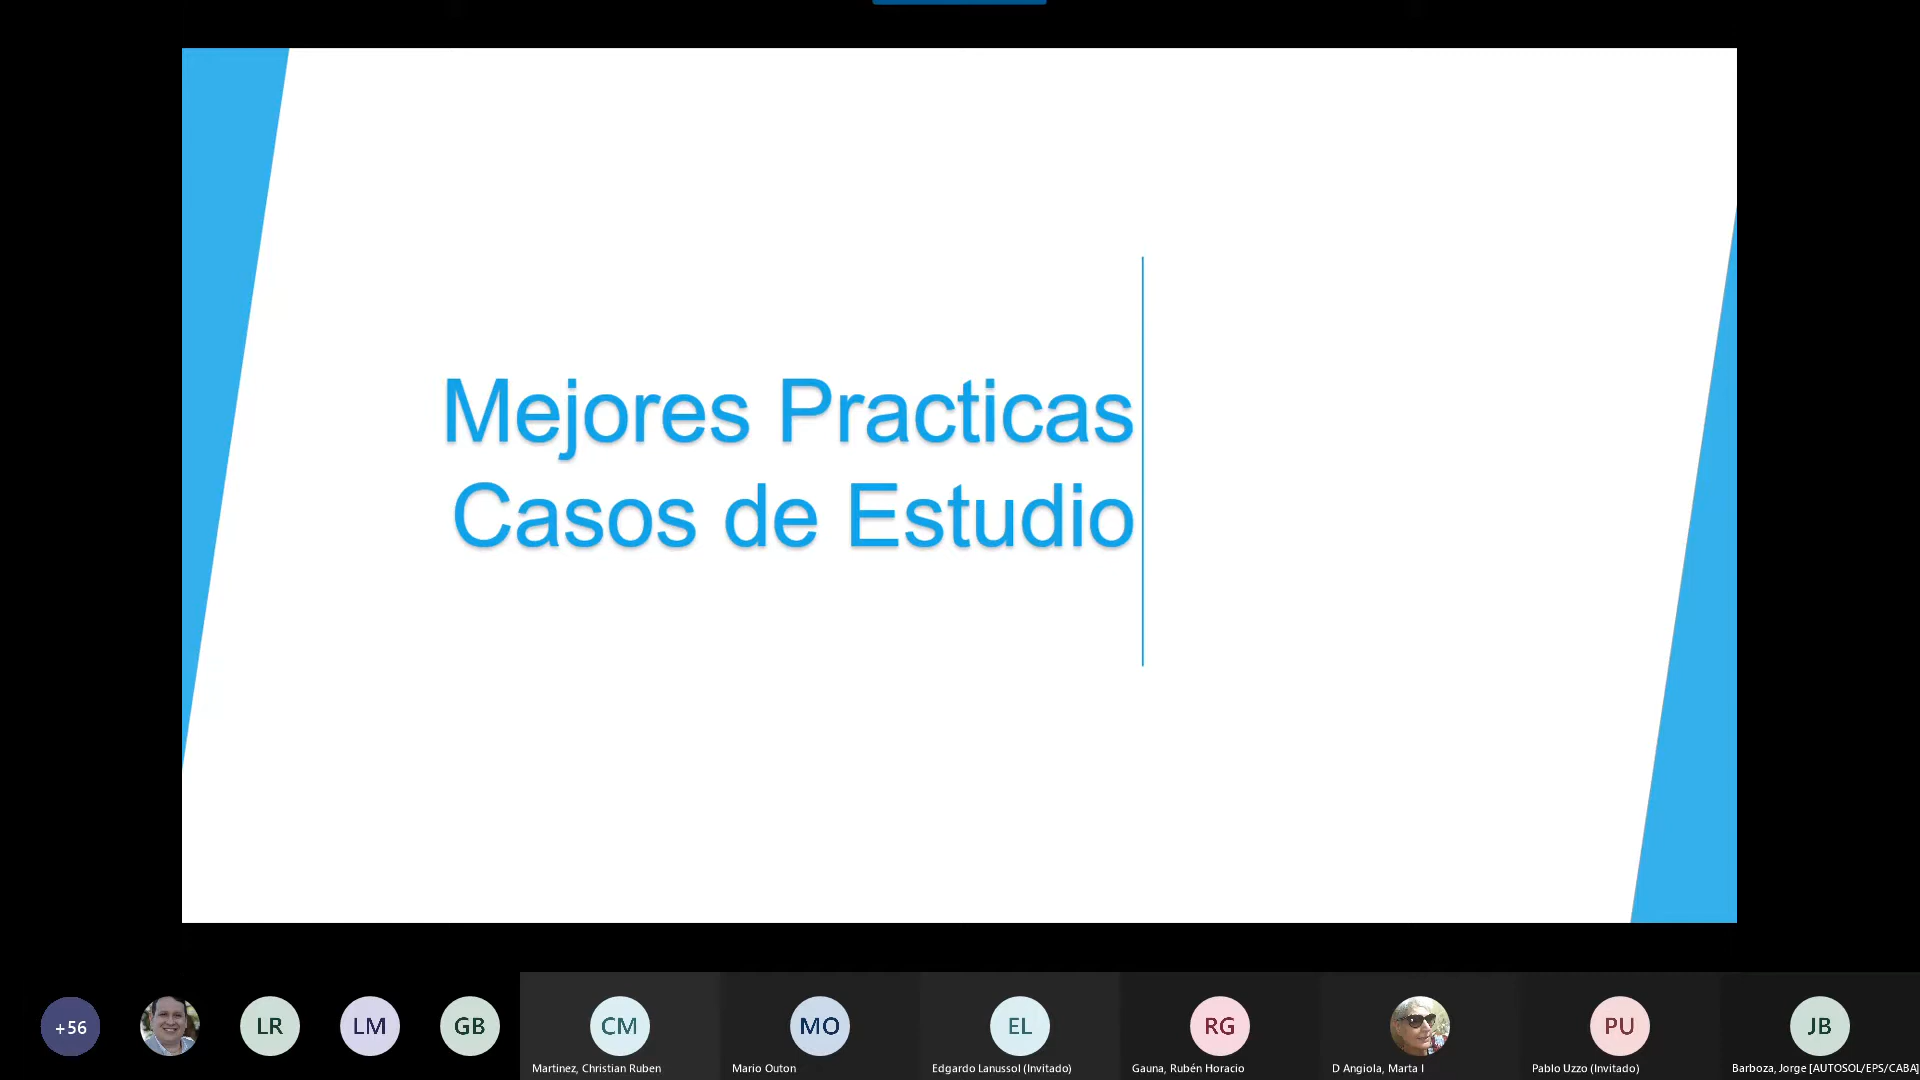 Mejores Practicas
Casos de Estudio
+56
LR
LM
GB
CM
MO
EL
RG
PU
JB
Martinez, Christian Ruben
Mario Outon
Edgardo Lanussol (Invitado)
Gauna, Rubén Horacio
D Angiola, Marta I
Pablo Uzzo (Invitado)
Barboza, Jorge [AUTOSOL/EPS/CABA]